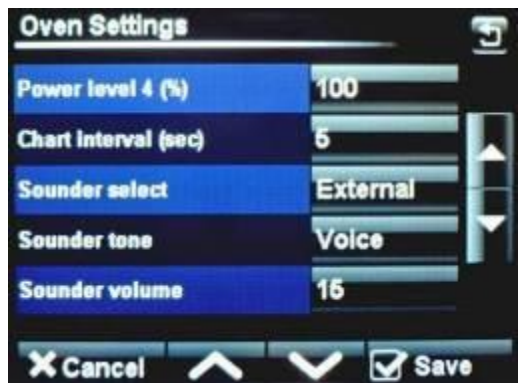 Oven Settings
Power level 4 (%) 100
Chart interval (sec) 5
Sounder select External
Sounder tone Voice
Sounder volume 15
Cancel Save